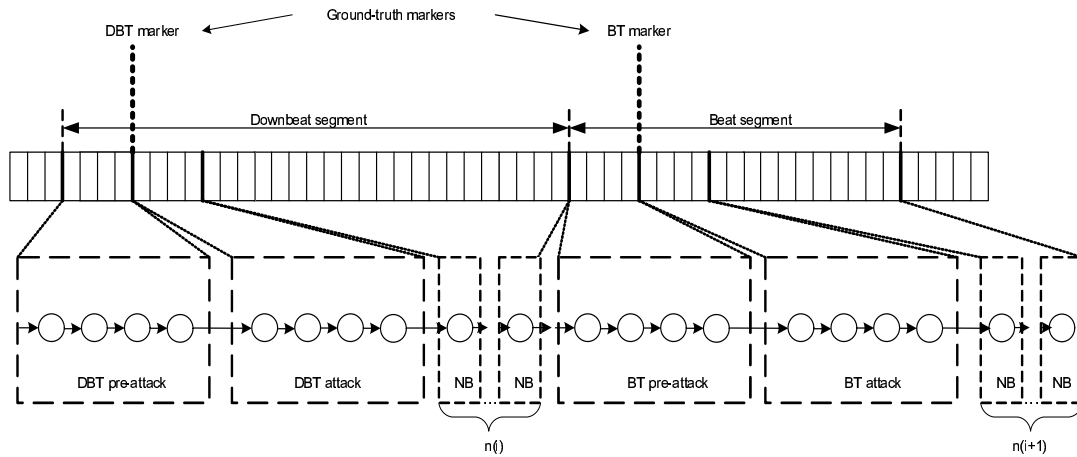 Ground-truth markers
DBT marker
BT marker
Downbeat segment
Beat segment
DBT pre-attack
DBT attack
NB
NB
BT pre-attack
BT attack
NB
NB
n(i)
n(i+1)